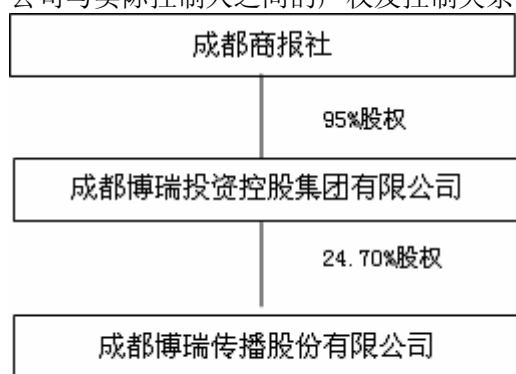 公司与实际控制人之间的产权及控制关系
成都商报社
95%股权
成都博瑞投资控股集团有限公司
24.70%股权
成都博瑞传播股份有限公司